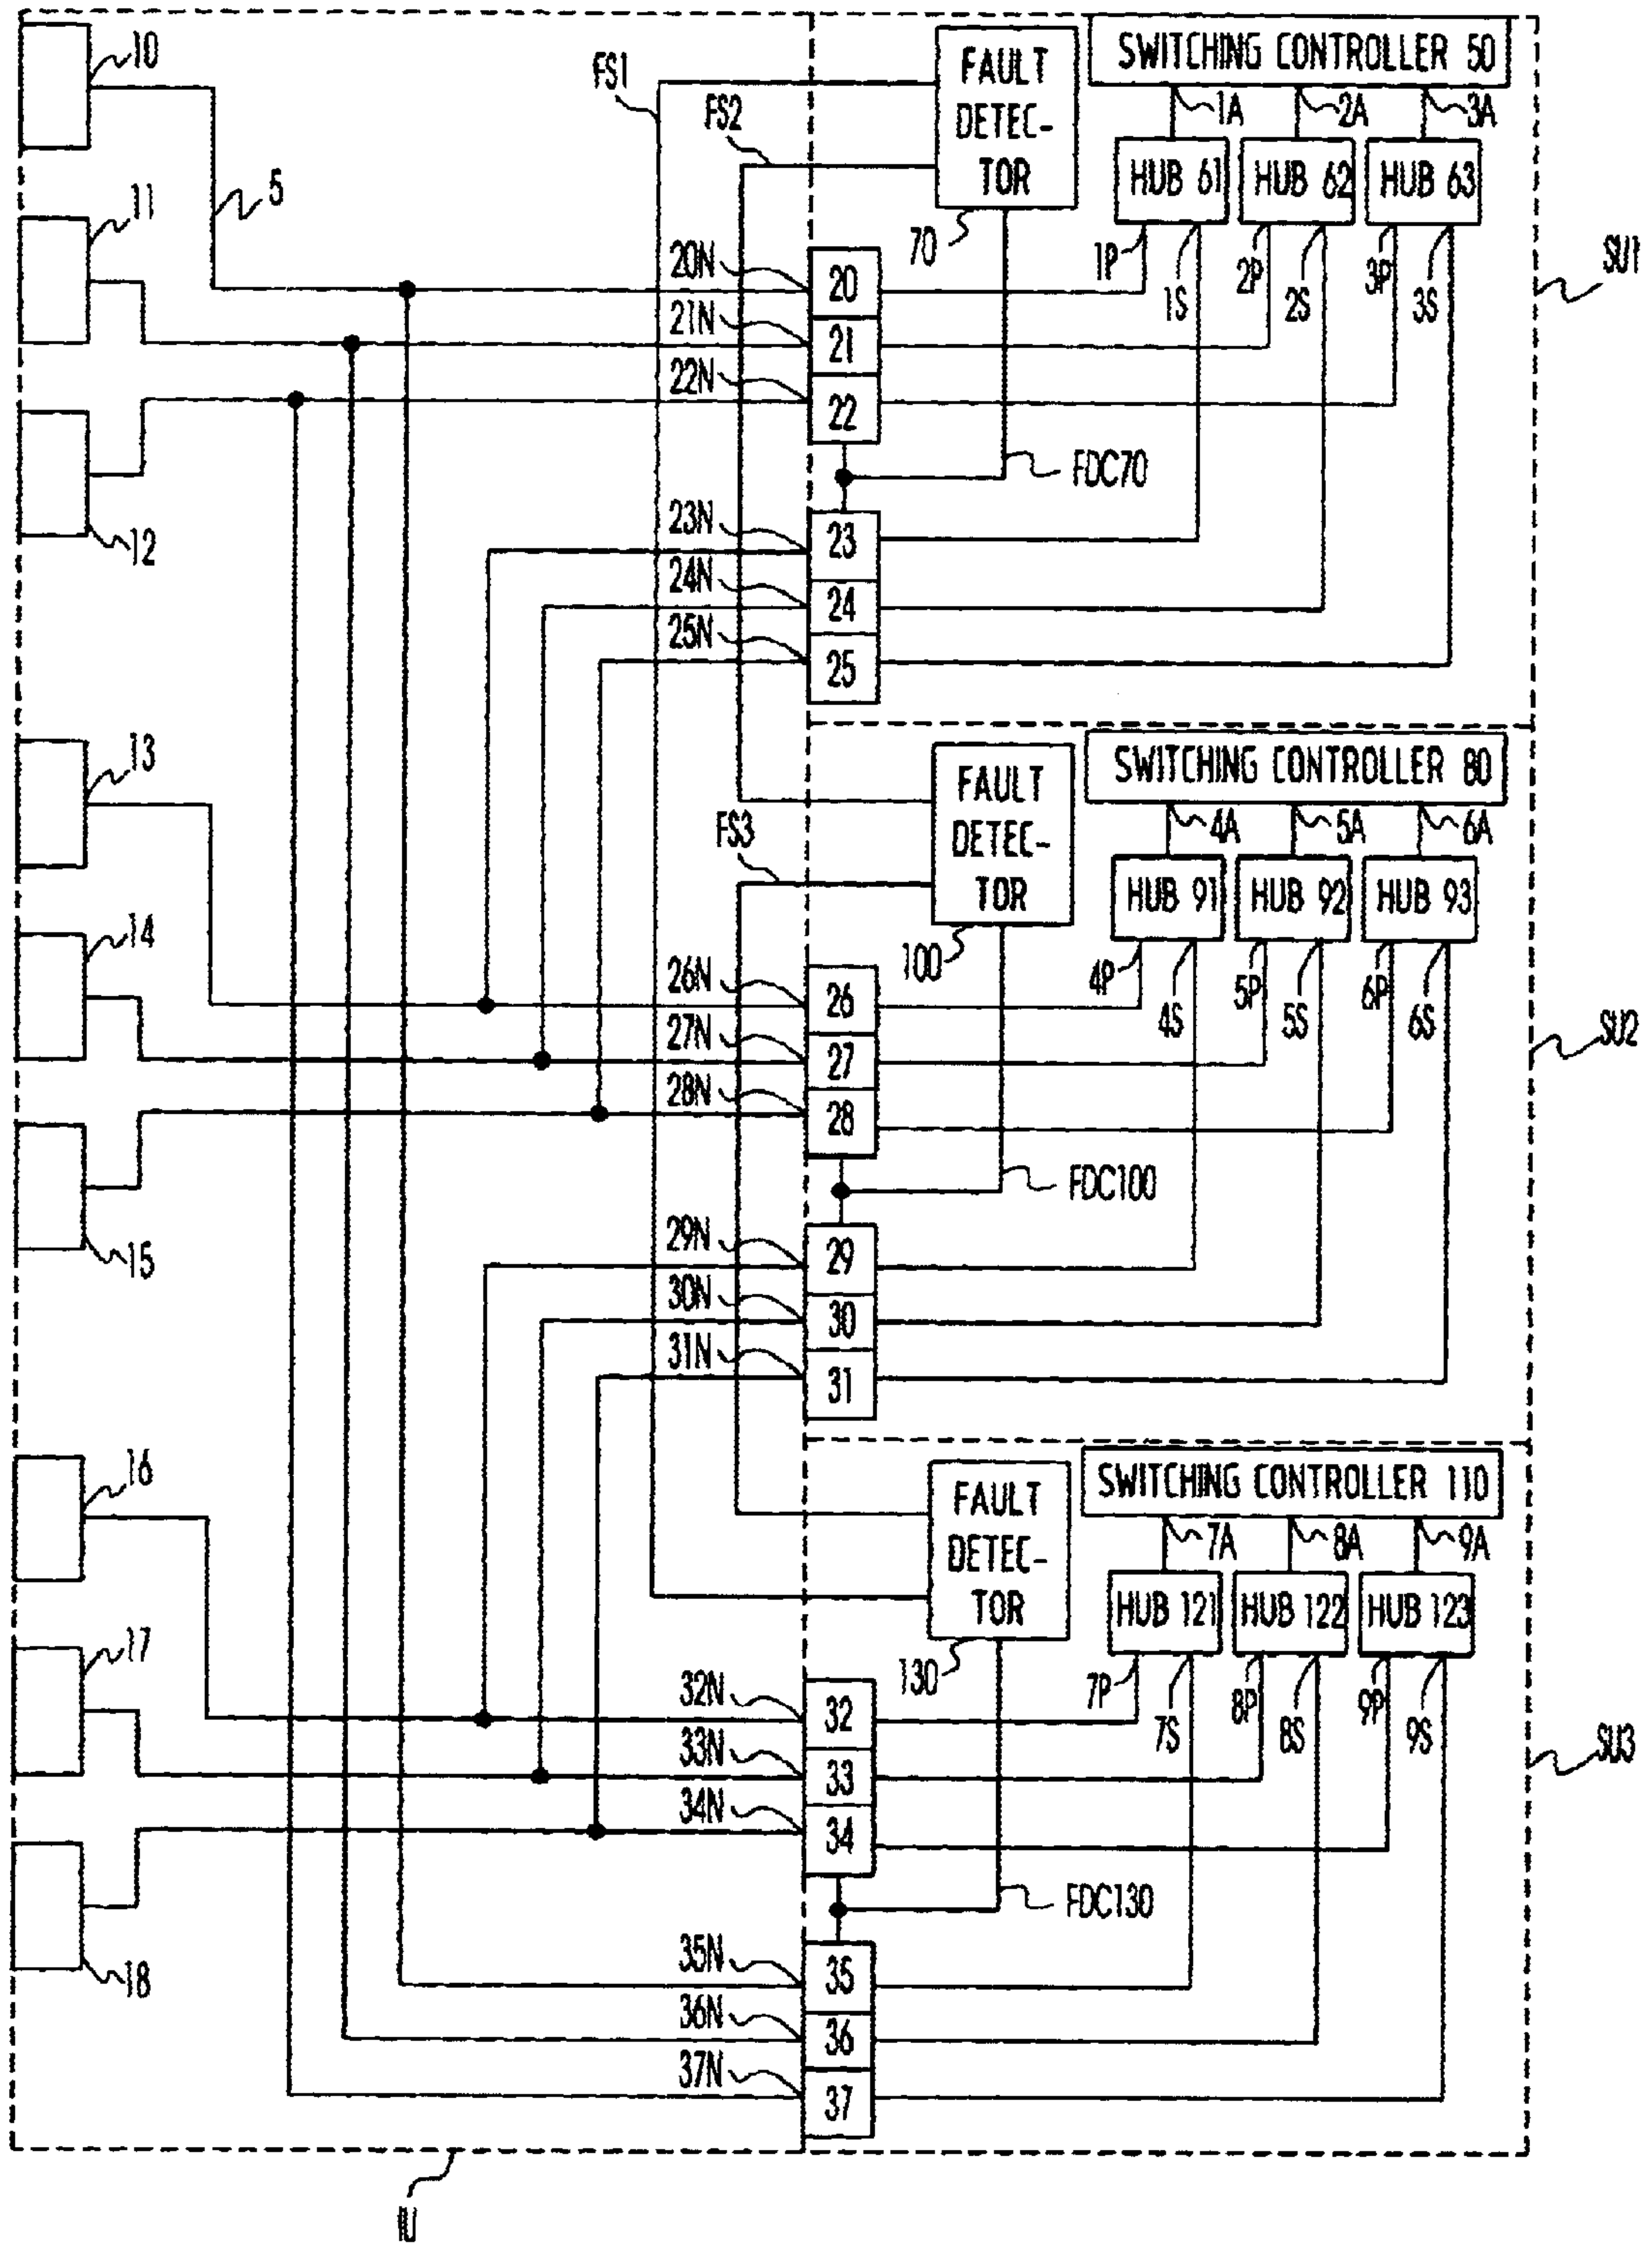 10
FS1
FAULT
DETEC-
TOR
SWITCHING CONTROLLER 50
1A
2A
3A
FS2
HUB 61
HUB 62
HUB 63
11
5
70
1P
1S
2P
2S
3P
3S
SU1
20N
20
21N
21
22N
22
12
FDC70
23N
23
24N
24
25N
25
13
FAULT
DETEC-
TOR
SWITCHING CONTROLLER 80
4A
5A
6A
FS3
HUB 91
HUB 92
HUB 93
14
100
4P
4S
5P
5S
6P
6S
SU2
26N
26
27N
27
28N
28
FDC100
15
29N
29
30N
30
31N
31
16
FAULT
DETEC-
TOR
SWITCHING CONTROLLER 110
7A
8A
9A
HUB 121
HUB 122
HUB 123
17
130
7P
7S
8P
8S
9P
9S
SU3
32N
32
33N
33
34N
34
FDC130
18
35N
35
36N
36
37N
37
IU